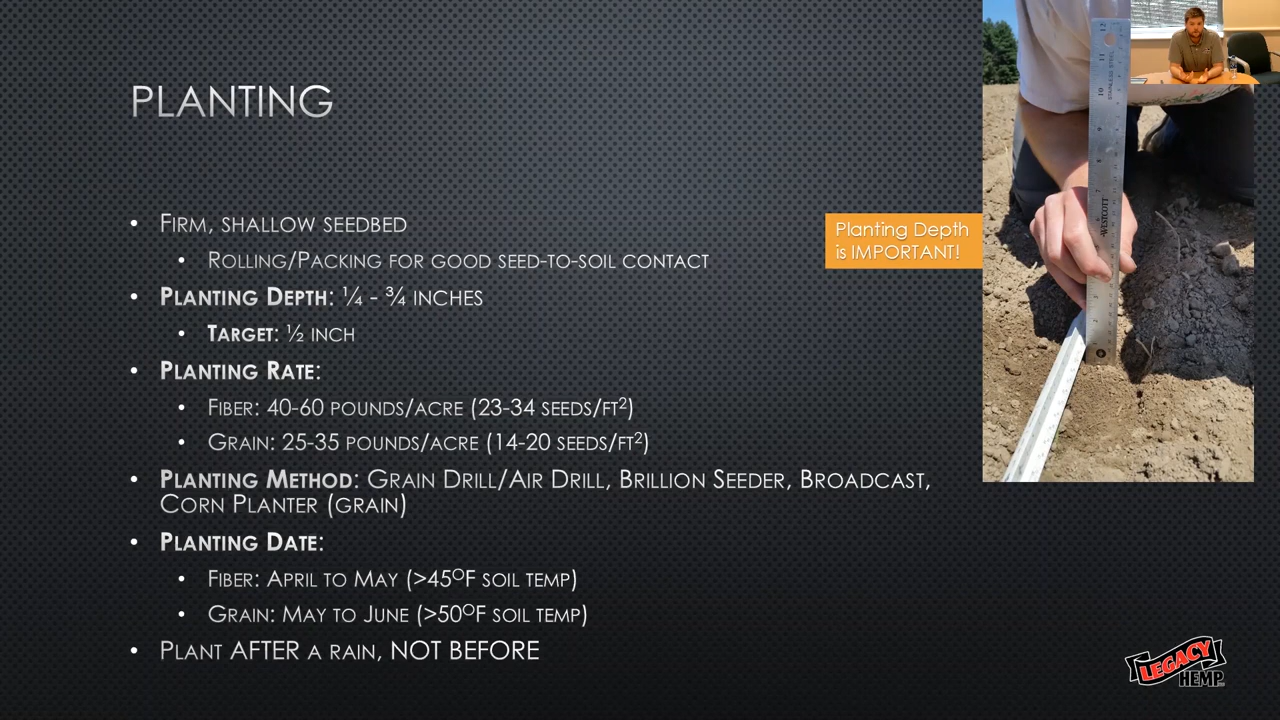 PLANTING
• FIRM, SHALLOW SEEDBED
• ROLLING/PACKING FOR GOOD SEED-TO-SOIL CONTACT
• PLANTING DEPTH: ¼ - ¾ INCHES
• TARGET: ½ INCH
• PLANTING RATE:
• FIBER: 40-60 POUNDS/ACRE (23-34 SEEDS/FT²)
• GRAIN: 25-35 POUNDS/ACRE (14-20 SEEDS/FT²)
• PLANTING METHOD: GRAIN DRILL/AIR DRILL, BRILLION SEEDER, BROADCAST,
CORN PLANTER (GRAIN)
• PLANTING DATE:
• FIBER: APRIL TO MAY (>45ºF SOIL TEMP)
• GRAIN: MAY TO JUNE (>50ºF SOIL TEMP)
• PLANT AFTER A RAIN, NOT BEFORE
Planting Depth
is IMPORTANT!
WESTCOTT
LEGACY
HEMP